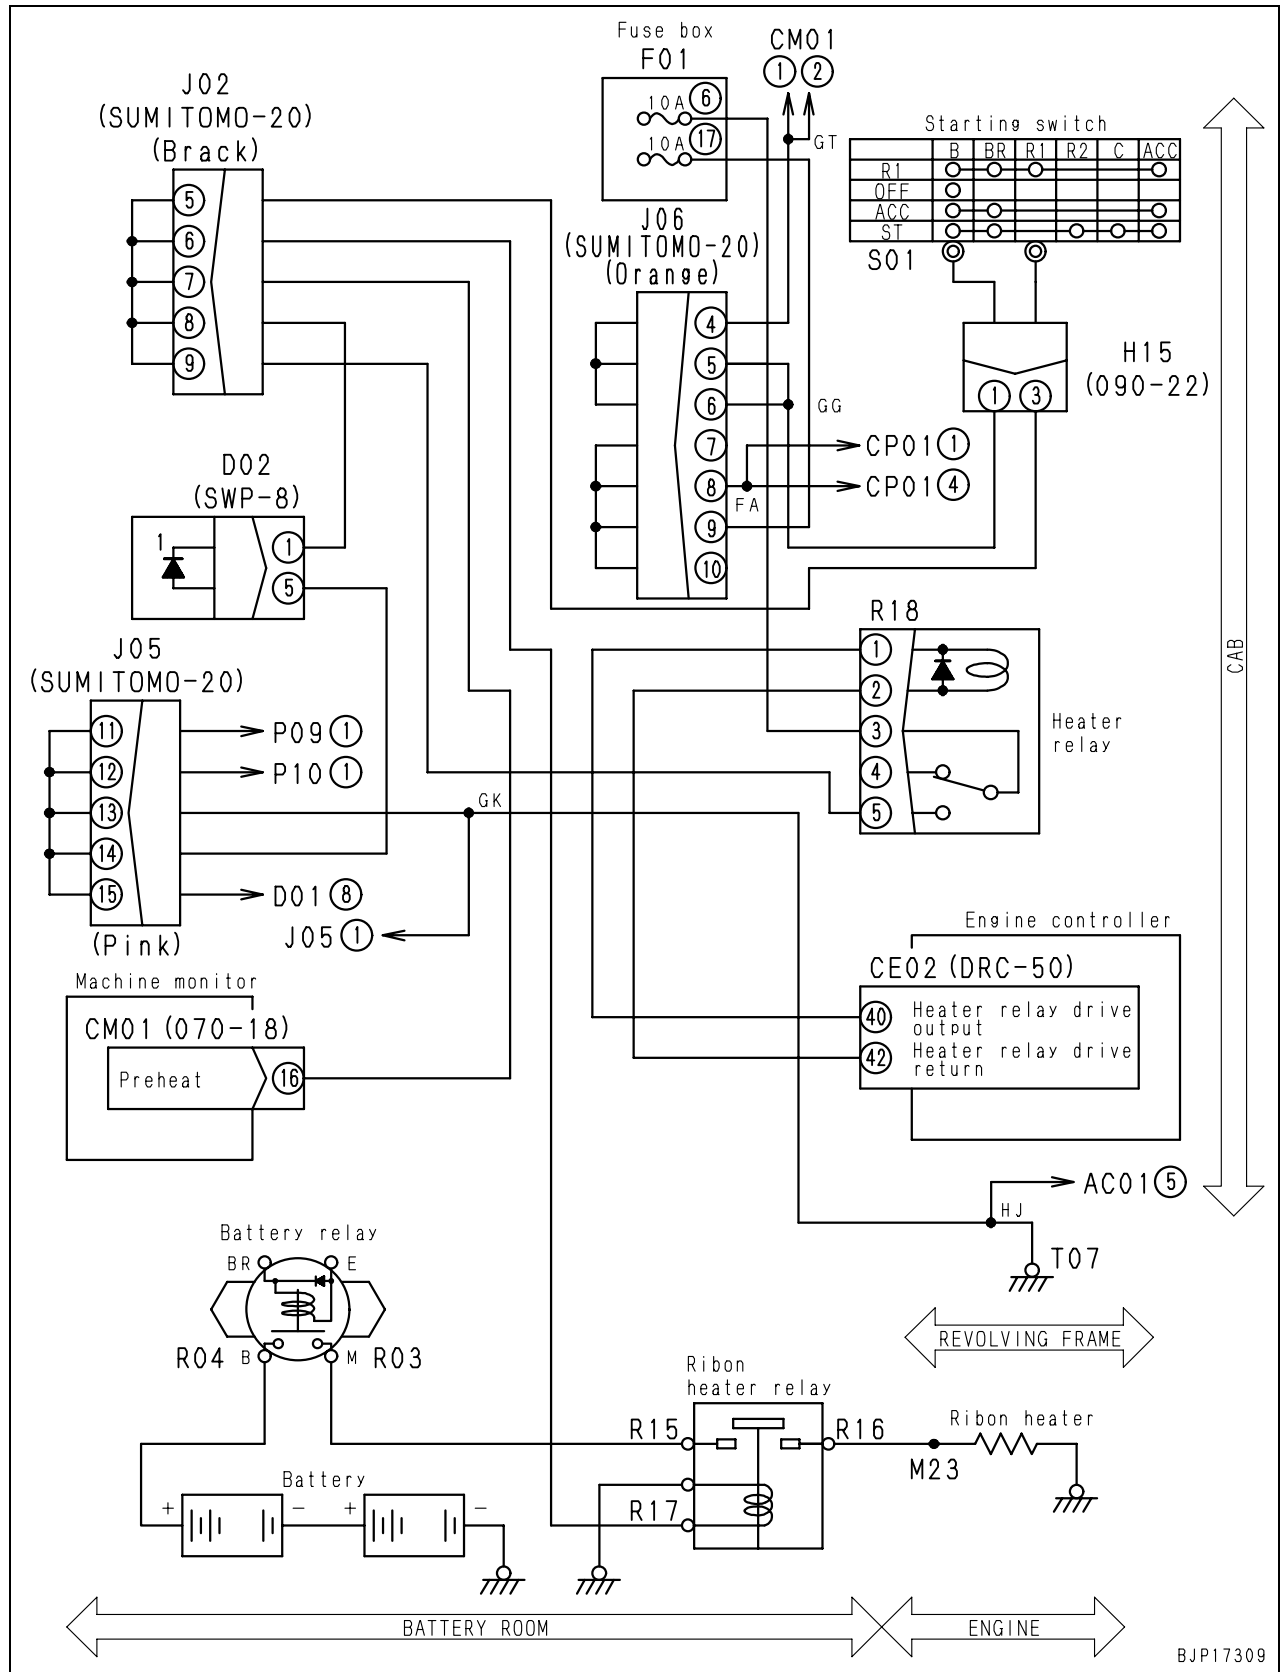 Fuse box
F01
10A 6
10A 17
CM01
1 2
GT
J02
(SUMITOMO-20)
(Brack)
5
6
7
8
9
Starting switch
B BR R1 R2 C ACC
R1
OFF
ACC
ST
S01
J06
(SUMITOMO-20)
(Orange)
4
5
6
7
8
9
10
GG
FA
CP01 1
CP01 4
H15
(090-22)
1 3
D02
(SWP-8)
1
1
5
J05
(SUMITOMO-20)
11
12
13
14
15
(Pink)
P09 1
P10 1
GK
D01 8
J05 1
R18
1
2
3
4
5
Heater
relay
CAB
Machine monitor
CM01 (070-18)
Preheat 16
Engine controller
CE02 (DRC-50)
40 Heater relay drive
output
42 Heater relay drive
return
AC01 5
HJ
T07
REVOLVING FRAME
Battery relay
BR E
R04 B M R03
Battery
+ - + -
Ribon
heater relay
R15 R16
R17
Ribon heater
M23
BATTERY ROOM
ENGINE
BJP17309